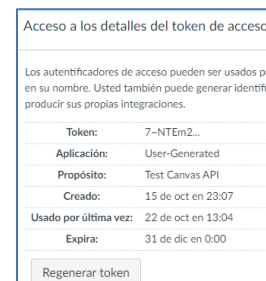 Acceso a los detalles del token de acceso
Los autentificadores de acceso pueden ser usados
en su nombre. Usted también puede generar
producir sus propias integraciones.
Token: 7~NTEm2...
Aplicación: User-Generated
Propósito: Test Canvas API
Creado: 15 de oct en 23:07
Usado por última vez: 22 de oct en 13:04
Expira: 31 de dic en 0:00
Regenerar token